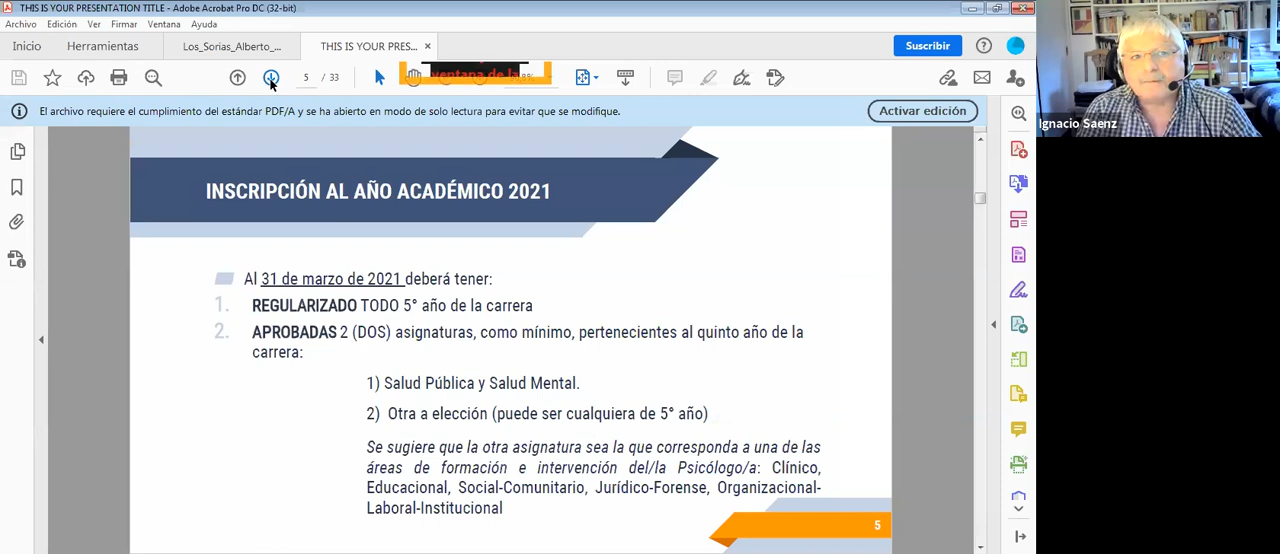 THIS IS YOUR PRESENTATION TITLE - Adobe Acrobat Pro DC (32-bit)
Archivo Edición Ver Firmar Ventana Ayuda
Inicio Herramientas Los_Sorias_Alberto_... THIS IS YOUR PRES... × Suscribir
5 / 33
ventana de la
El archivo requiere el cumplimiento del estándar PDF/A y se ha abierto en modo de solo lectura para evitar que se modifique. Activar edición
Ignacio Saenz
INSCRIPCIÓN AL AÑO ACADÉMICO 2021
Al 31 de marzo de 2021 deberá tener:
1. REGULARIZADO TODO 5° año de la carrera
2. APROBADAS 2 (DOS) asignaturas, como mínimo, pertenecientes al quinto año de la
carrera:
1) Salud Pública y Salud Mental.
2) Otra a elección (puede ser cualquiera de 5° año)
Se sugiere que la otra asignatura sea la que corresponda a una de las
áreas de formación e intervención del/la Psicólogo/a: Clínico,
Educacional, Social-Comunitario, Jurídico-Forense, Organizacional-
Laboral-Institucional
5